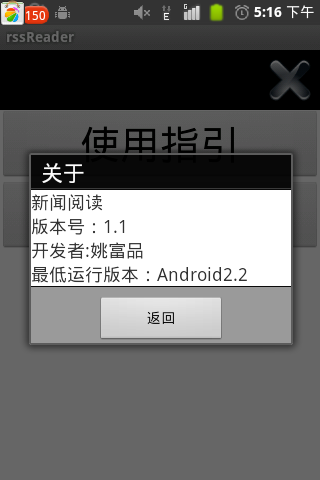 150
E
5:16 下午
rssReader
使用指引
关于
新闻阅读
版本号：1.1
开发者:姚富品
最低运行版本：Android2.2
返回